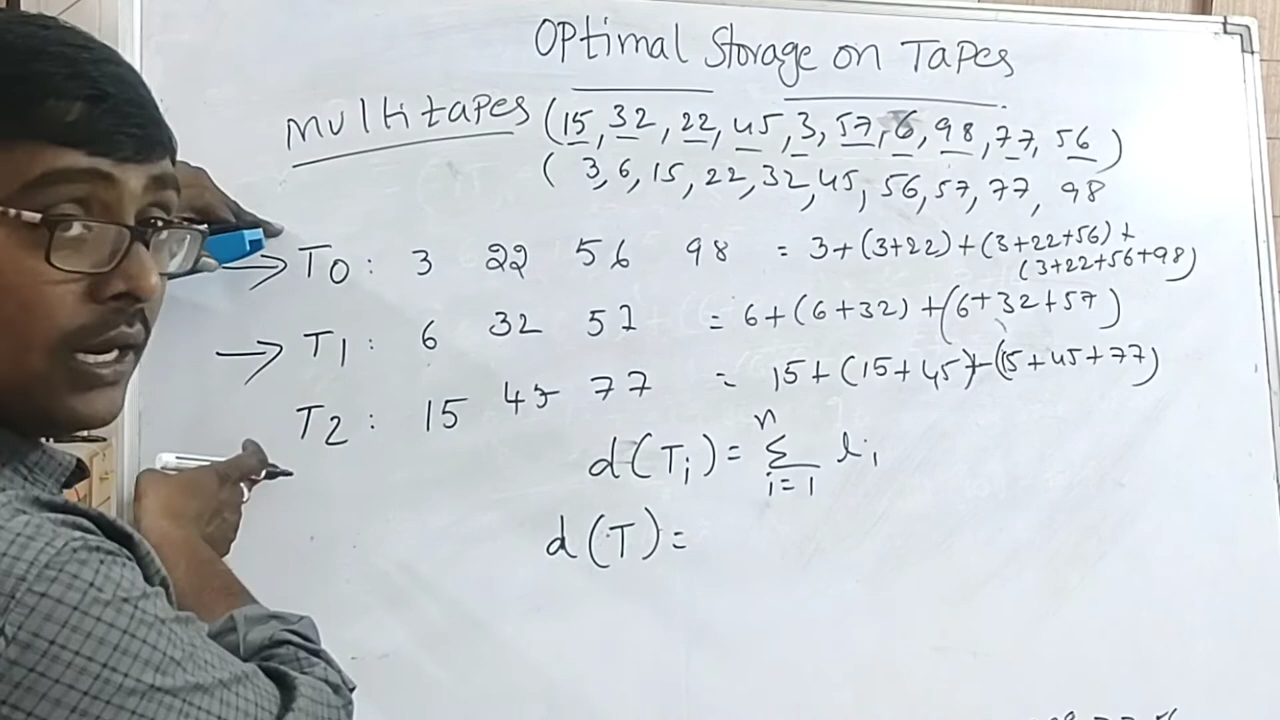 Optimal Storage on Tapes
Multitapes (15, 32, 22, 45, 3, 57, 6, 98, 77, 56)
( 3, 6, 15, 22, 32, 45, 56, 57, 77, 98
→ T0 : 3 22 56 98 = 3+(3+22)+(3+22+56)+
(3+22+56+98)
→ T1 : 6 32 57 = 6+(6+32)+(6+32+57)
T2 : 15 45 77 = 15+(15+45)+(15+45+77)
d(Ti) = n Σ i=1 li
d(T) =